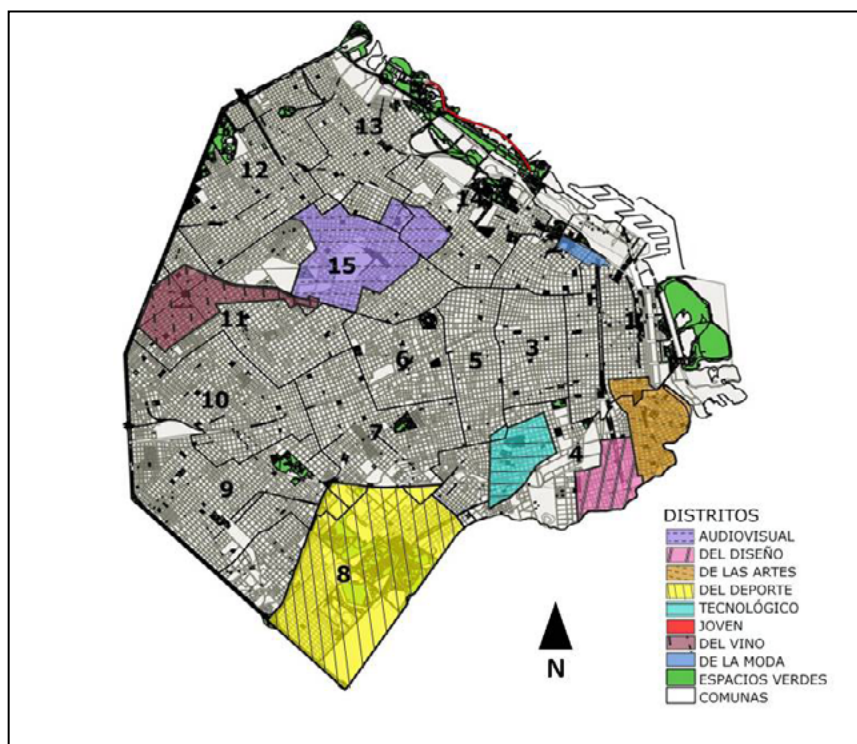 13
12
14
15
11
1
6
5
3
10
7
4
9
8
DISTRITOS
AUDIOVISUAL
DEL DISEÑO
DE LAS ARTES
DEL DEPORTE
TECNOLÓGICO
JOVEN
DEL VINO
DE LA MODA
ESPACIOS VERDES
COMUNAS
N